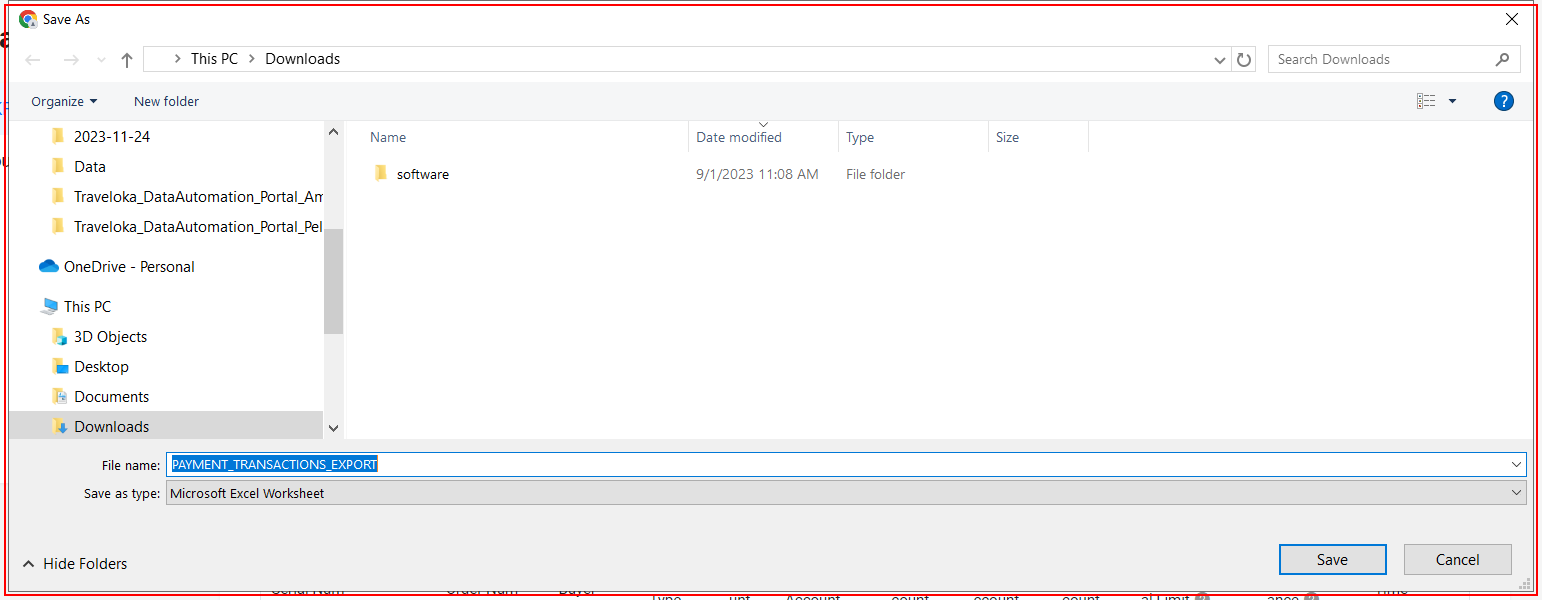 Save As
This PC > Downloads
Search Downloads
Organize
New folder
?
Name
Date modified
Type
Size
2023-11-24
Data
Traveloka_DataAutomation_Portal_Am
Traveloka_DataAutomation_Portal_Pel
OneDrive - Personal
This PC
3D Objects
Desktop
Documents
Downloads
software
9/1/2023 11:08 AM
File folder
File name: PAYMENT_TRANSACTIONS_EXPORT
Save as type: Microsoft Excel Worksheet
Hide Folders
Save
Cancel